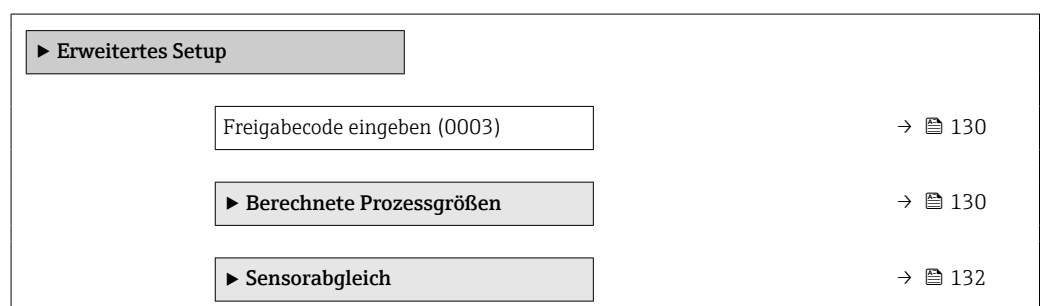 ▶ Erweitertes Setup
Freigabecode eingeben (0003) → 🖹 130
▶ Berechnete Prozessgrößen → 🖹 130
▶ Sensorabgleich → 🖹 132